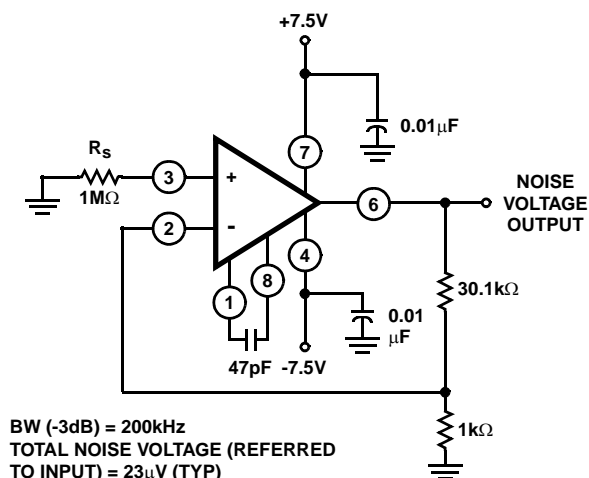 +7.5V
0.01μF
Rs
1MΩ
3
+
7
2
-
6
NOISE
VOLTAGE
OUTPUT
4
8
1
30.1kΩ
0.01
μF
47pF
-7.5V
1kΩ
BW (-3dB) = 200kHz
TOTAL NOISE VOLTAGE (REFERRED
TO INPUT) = 23μV (TYP)